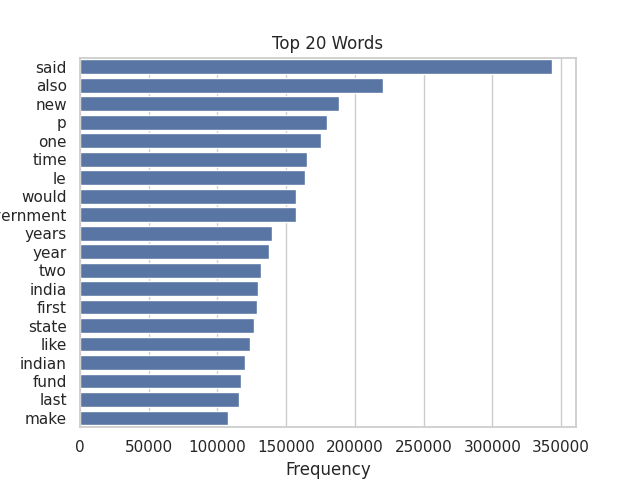 Top 20 Words
said
also
new
p
one
time
le
would
ernment
years
year
two
india
first
state
like
indian
fund
last
make
0 50000 100000 150000 200000 250000 300000 350000
Frequency